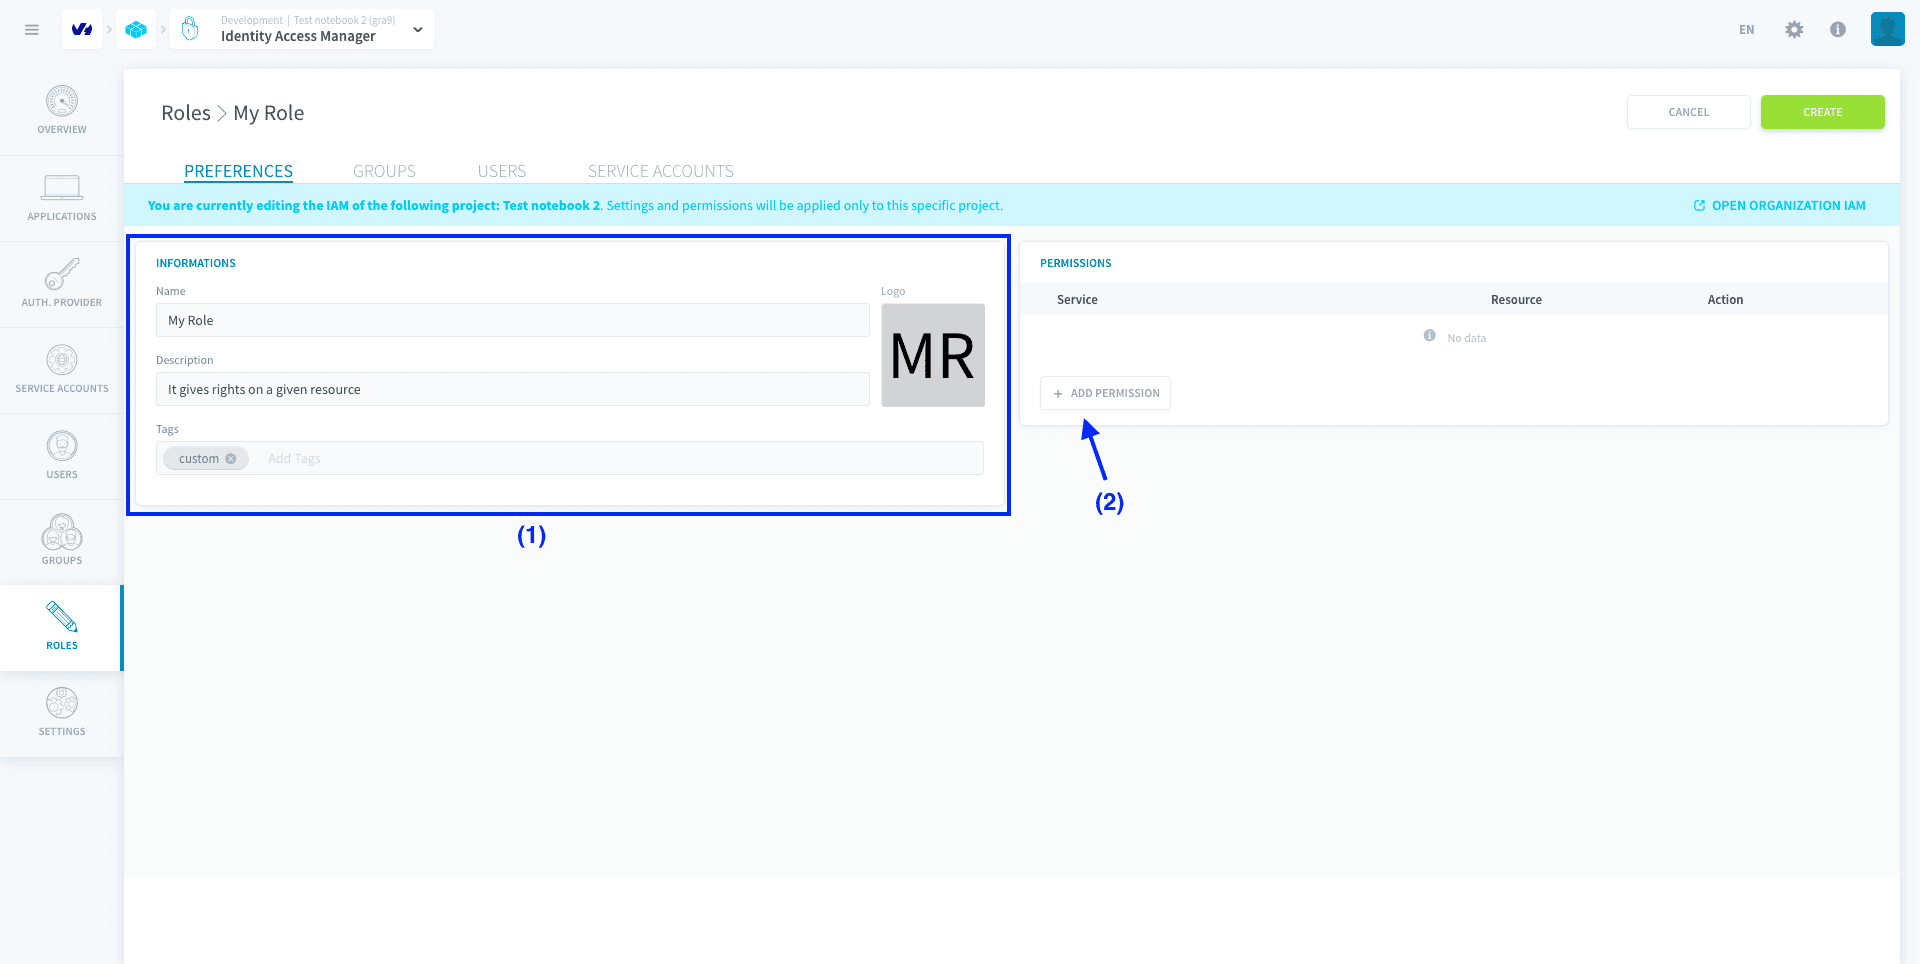 Development | Test notebook 2 (gra9)
Identity Access Manager
EN
OVERVIEW
APPLICATIONS
AUTH. PROVIDER
SERVICE ACCOUNTS
USERS
GROUPS
ROLES
SETTINGS
Roles > My Role
CANCEL
CREATE
PREFERENCES GROUPS USERS SERVICE ACCOUNTS
You are currently editing the IAM of the following project: Test notebook 2. Settings and permissions will be applied only to this specific project.
OPEN ORGANIZATION IAM
INFORMATIONS
Name
My Role
Logo
MR
Description
It gives rights on a given resource
Tags
custom Add Tags
(1)
PERMISSIONS
Service Resource Action
No data
+ ADD PERMISSION
(2)